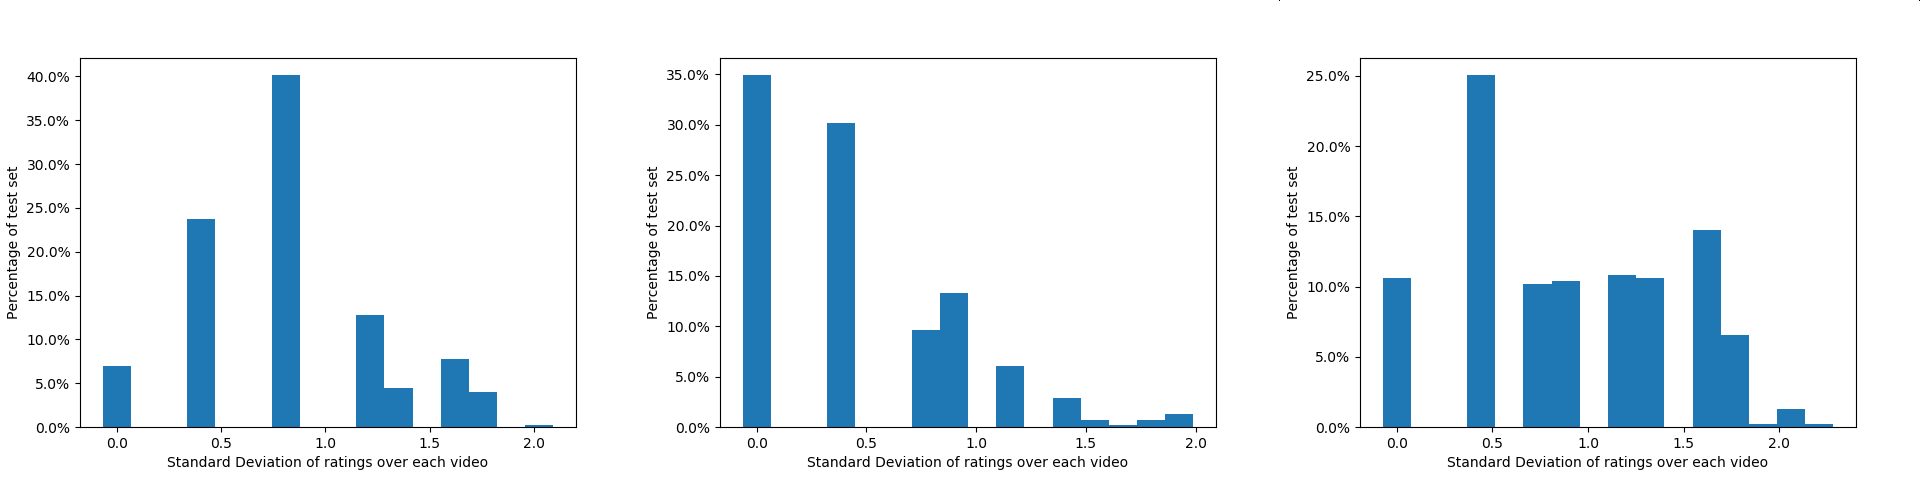 40.0%
35.0%
30.0%
25.0%
20.0%
15.0%
10.0%
5.0%
0.0%
Percentage of test set
0.0 0.5 1.0 1.5 2.0
Standard Deviation of ratings over each video
35.0%
30.0%
25.0%
20.0%
15.0%
10.0%
5.0%
0.0%
Percentage of test set
0.0 0.5 1.0 1.5 2.0
Standard Deviation of ratings over each video
25.0%
20.0%
15.0%
10.0%
5.0%
0.0%
Percentage of test set
0.0 0.5 1.0 1.5 2.0
Standard Deviation of ratings over each video